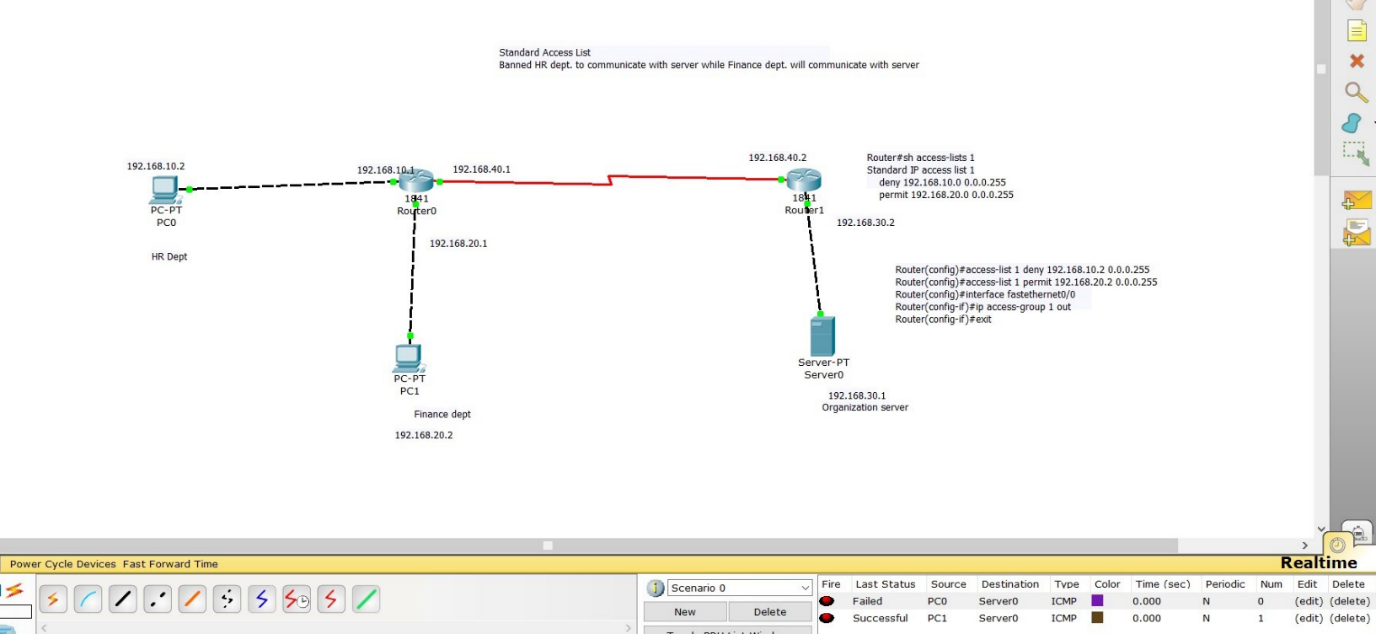 Standard Access List
Banned HR dept. to communicate with server while Finance dept. will communicate with server
192.168.10.2
PC-PT
PC0
HR Dept
192.168.10.1
192.168.40.1
1841
Router0
192.168.20.1
PC-PT
PC1
Finance dept
192.168.20.2
192.168.40.2
1841
Router1
192.168.30.2
Router#sh access-lists 1
Standard IP access list 1
deny 192.168.10.0 0.0.0.255
permit 192.168.20.0 0.0.0.255
Router(config)#access-list 1 deny 192.168.10.2 0.0.0.255
Router(config)#access-list 1 permit 192.168.20.2 0.0.0.255
Router(config)#interface fastethernet0/0
Router(config-if)#ip access-group 1 out
Router(config-if)#exit
Server-PT
Server0
192.168.30.1
Organization server
Power Cycle Devices Fast Forward Time
Realtime
Scenario 0
New Delete
Fire Last Status Source Destination Type Color Time (sec) Periodic Num Edit Delete
Failed PC0 Server0 ICMP 0.000 N 0 (edit) (delete)
Successful PC1 Server0 ICMP 0.000 N 1 (edit) (delete)